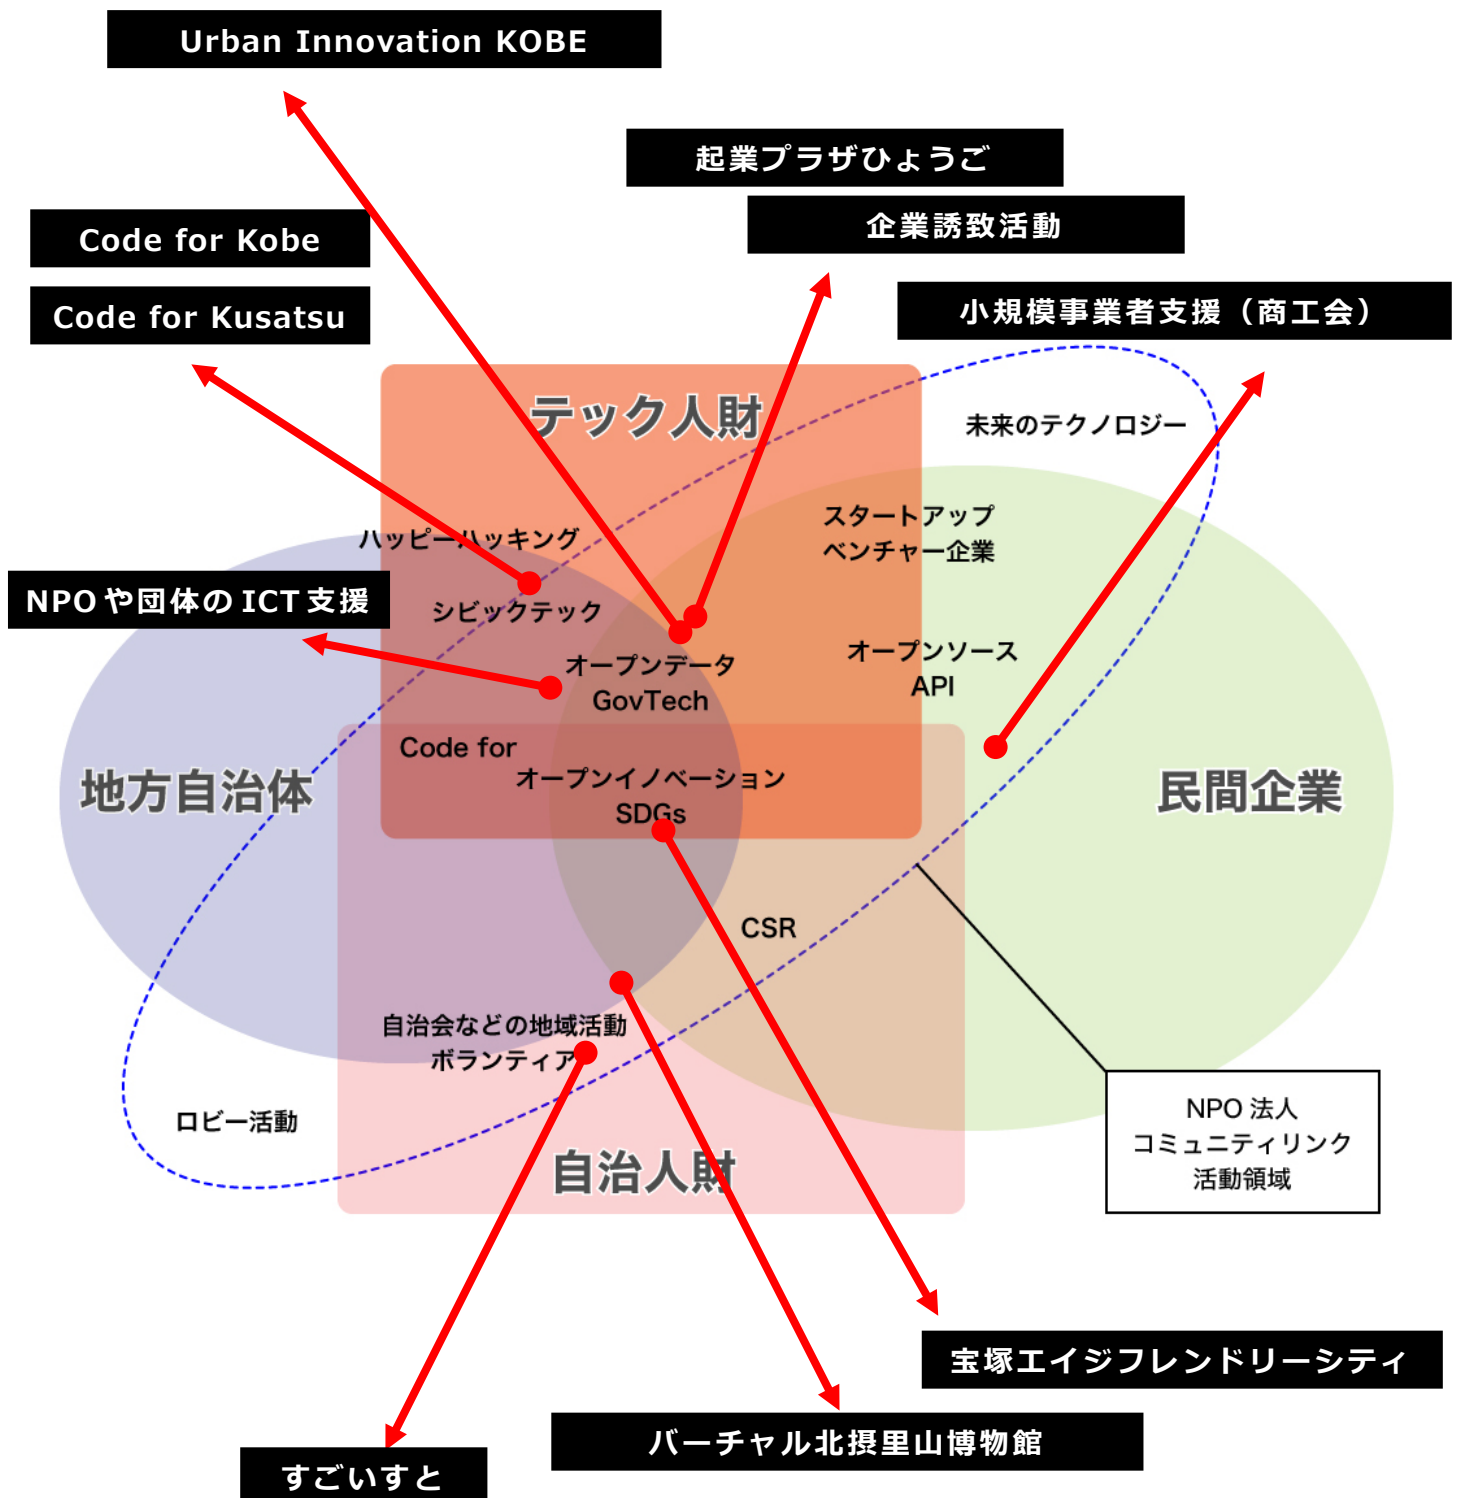 Urban Innovation KOBE
起業プラザひょうご
企業誘致活動
Code for Kobe
Code for Kusatsu
小規模事業者支援（商工会）
テック人財
未来のテクノロジー
スタートアップ
ベンチャー企業
ハッピーハッキング
NPOや団体のICT支援
シビックテック
オープンデータ
GovTech
オープンソース
API
Code for
オープンイノベーション
SDGs
地方自治体
民間企業
CSR
自治会などの地域活動
ボランティア
ロビー活動
自治人財
NPO 法人
コミュニティリンク
活動領域
宝塚エイジフレンドリーシティ
バーチャル北摂里山博物館
すごいすと